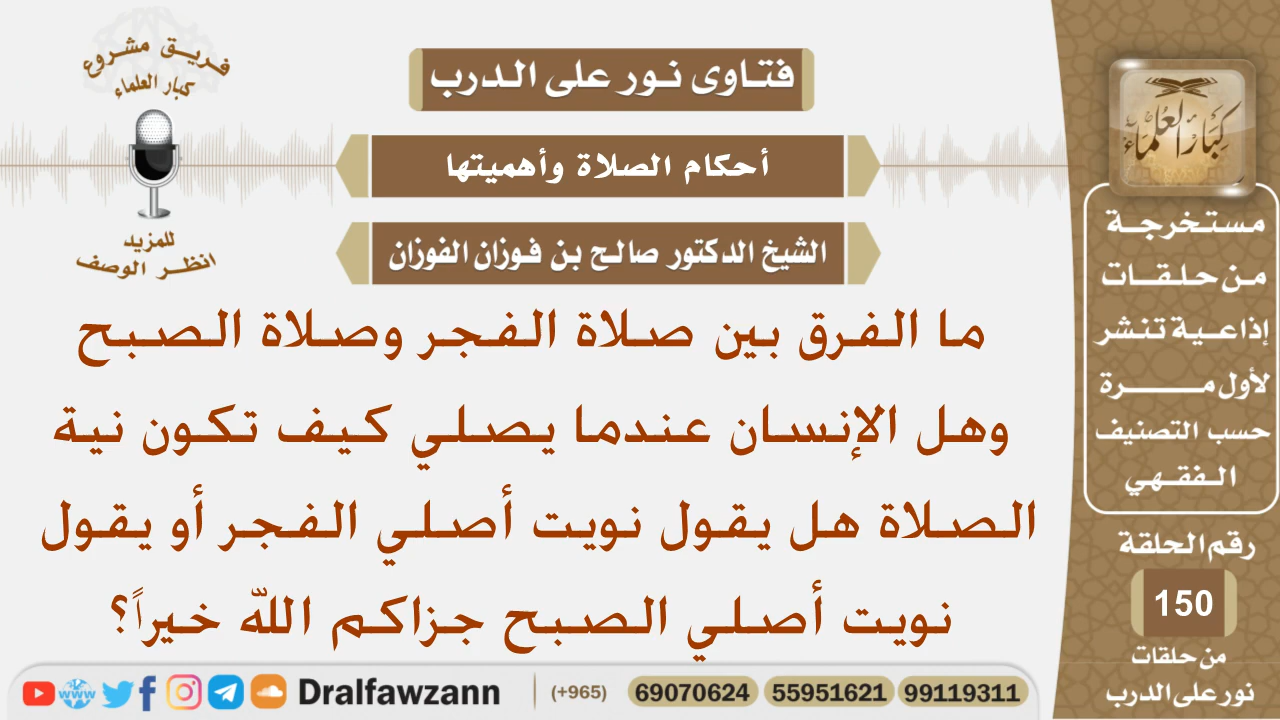 فريق مشروع
كبار العلماء
للمزيد
انظر الوصف
فتاوى نور على الدرب
أحكام الصلاة وأهميتها
الشيخ الدكتور صالح بن فوزان الفوزان
ما الفرق بين صلاة الفجر وصلاة الصبح
وهل الإنسان عندما يصلي كيف تكون نية
الصلاة هل يقول نويت أصلي الفجر أو يقول
نويت أصلي الصبح جزاكم الله خيراً؟
كبار العلماء
مستخرجة
من حلقات
إذاعية تنشر
لأول مرة
حسب التصنيف
الفقهي
رقم الحلقة
150
من حلقات
نور على الدرب
www
Dralfawzann
(+965)
69070624
55951621
99119311